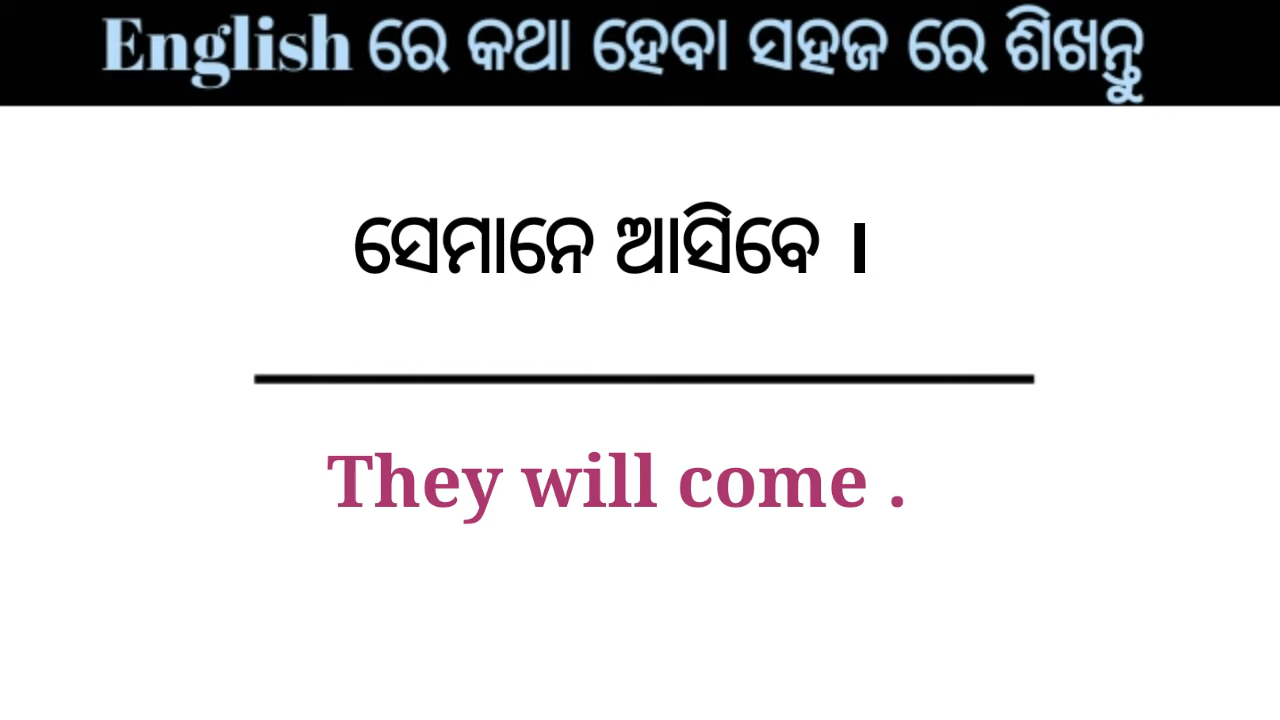 English ରେ କଥା ହେବା ସହଜ ରେ ଶିଖନ୍ତୁ
ସେମାନେ ଆସିବେ ।
They will come .